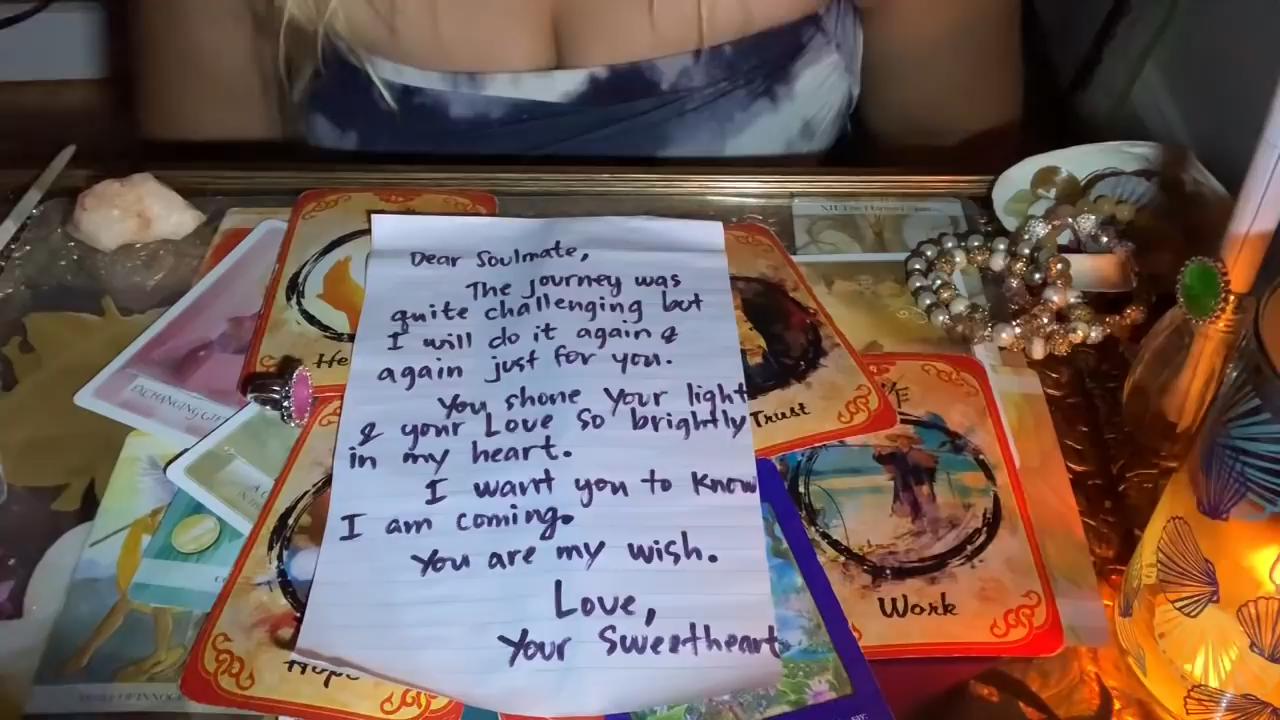 Dear Soulmate,
The journey was
quite challenging but
I will do it again &
again just for you.
You shone your light
& your Love so brightly
in my heart.
I want you to know
I am coming.
You are my wish.
Love,
Your Sweetheart
Trust
Work
Hope
He
EXCHANGING